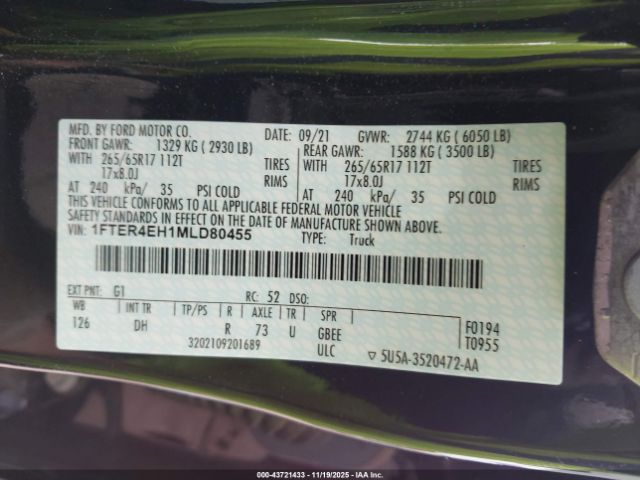 MFD. BY FORD MOTOR CO. DATE: 09/21 GVWR: 2744 KG ( 6050 LB)
FRONT GAWR: 1329 KG ( 2930 LB) REAR GAWR: 1588 KG ( 3500 LB)
WITH 265/65R17 112T TIRES WITH 265/65R17 112T TIRES
17x8.0J RIMS 17x8.0J RIMS
AT 240 kPa/ 35 PSI COLD AT 240 kPa/ 35 PSI COLD
THIS VEHICLE CONFORMS TO ALL APPLICABLE FEDERAL MOTOR VEHICLE
SAFETY STANDARDS IN EFFECT ON THE DATE OF MANUFACTURE SHOWN ABOVE.
VIN: 1FTER4EH1MLD80455 TYPE: Truck
EXT PNT: G1 RC: 52 DSO:
WB INT TR TP/PS R AXLE TR SPR
126 DH R 73 U GBEE F0194
3202109201689 ULC T0955
▽ 5U5A-3520472-AA
000-43721433 - 11/19/2025 - IAA Inc.